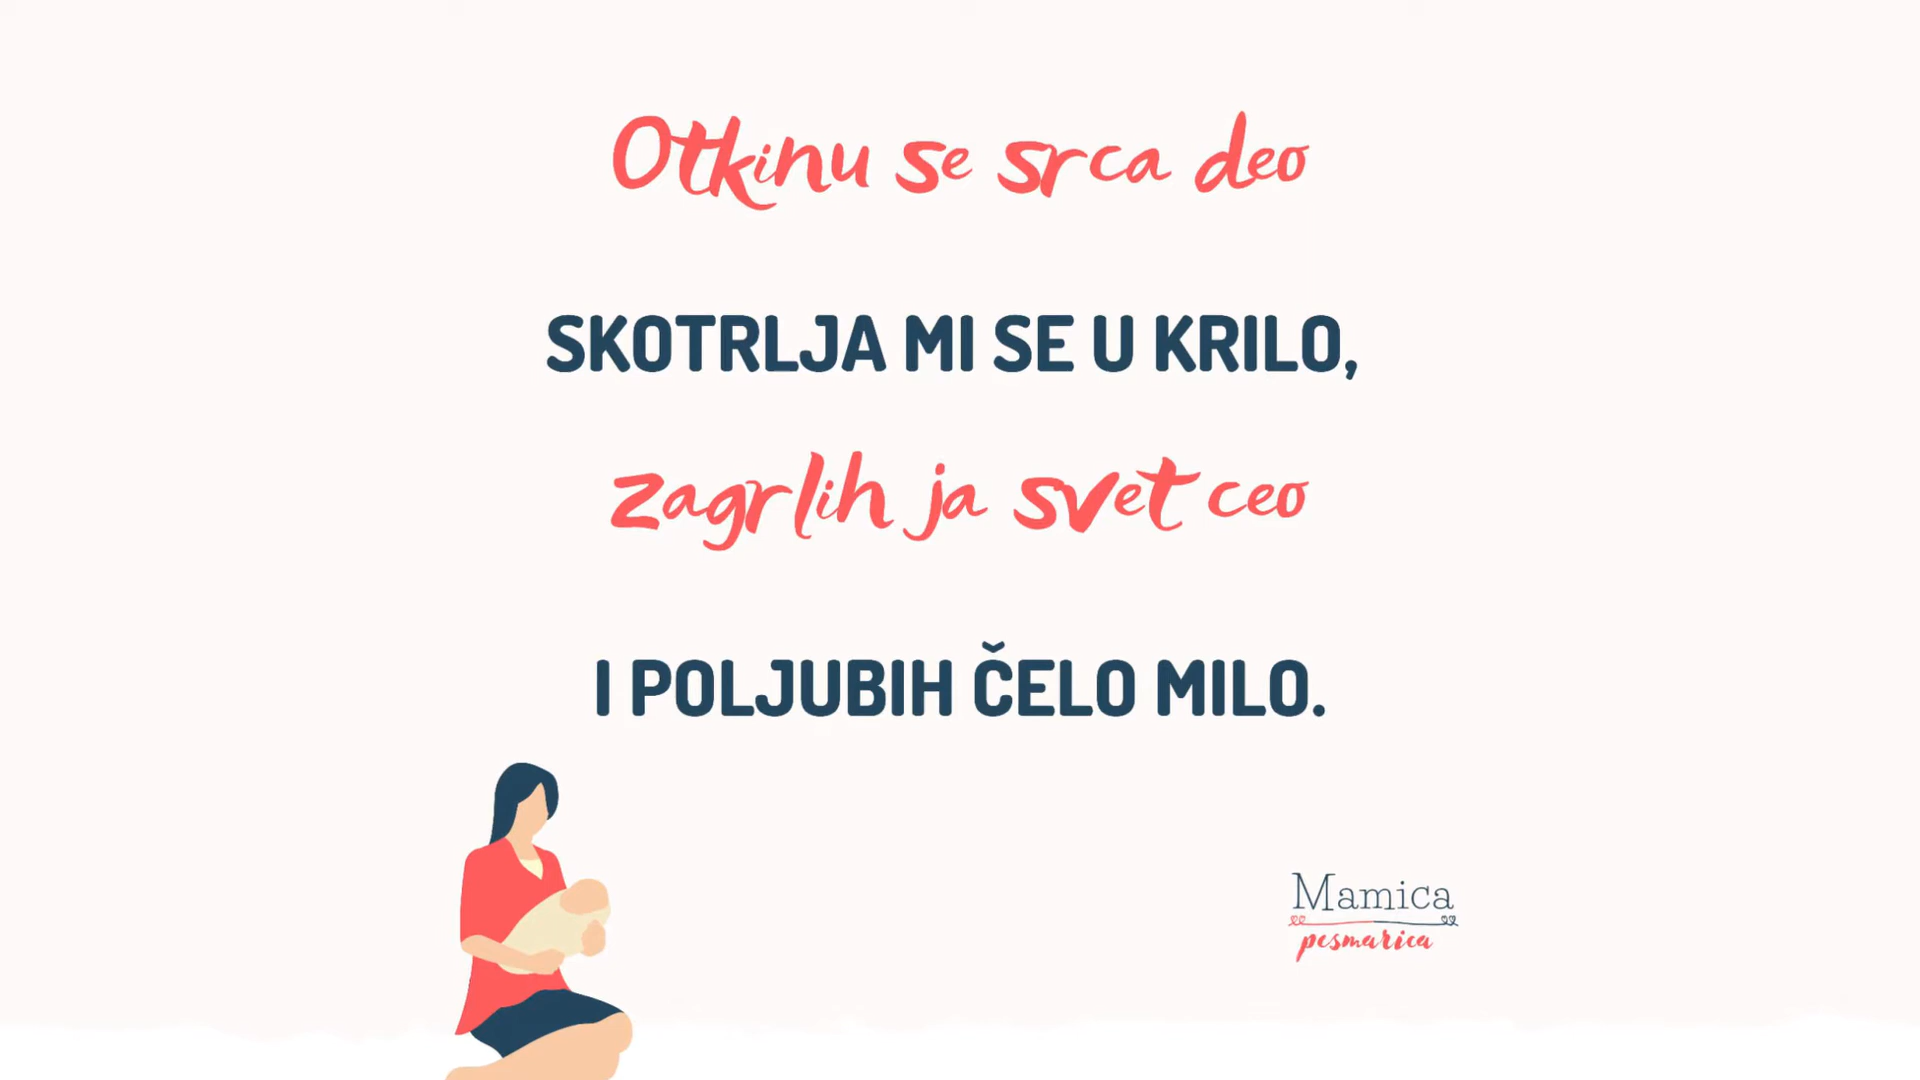 Otkinu se srca deo
SKOTRLJA MI SE U KRILO,
zagrlih ja svet ceo
I POLJUBIH ČELO MILO.
Mamica
pesmarica